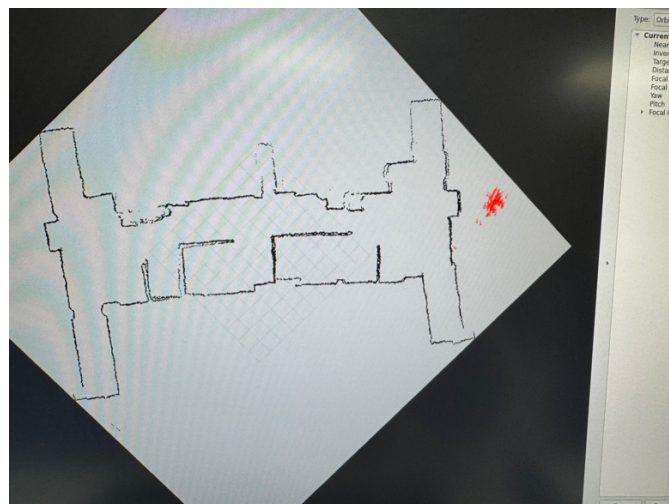 Type: Orb
Curren
Near
Inver
Targe
Dista
Focal
Focal
Yaw
Pitch
Focal